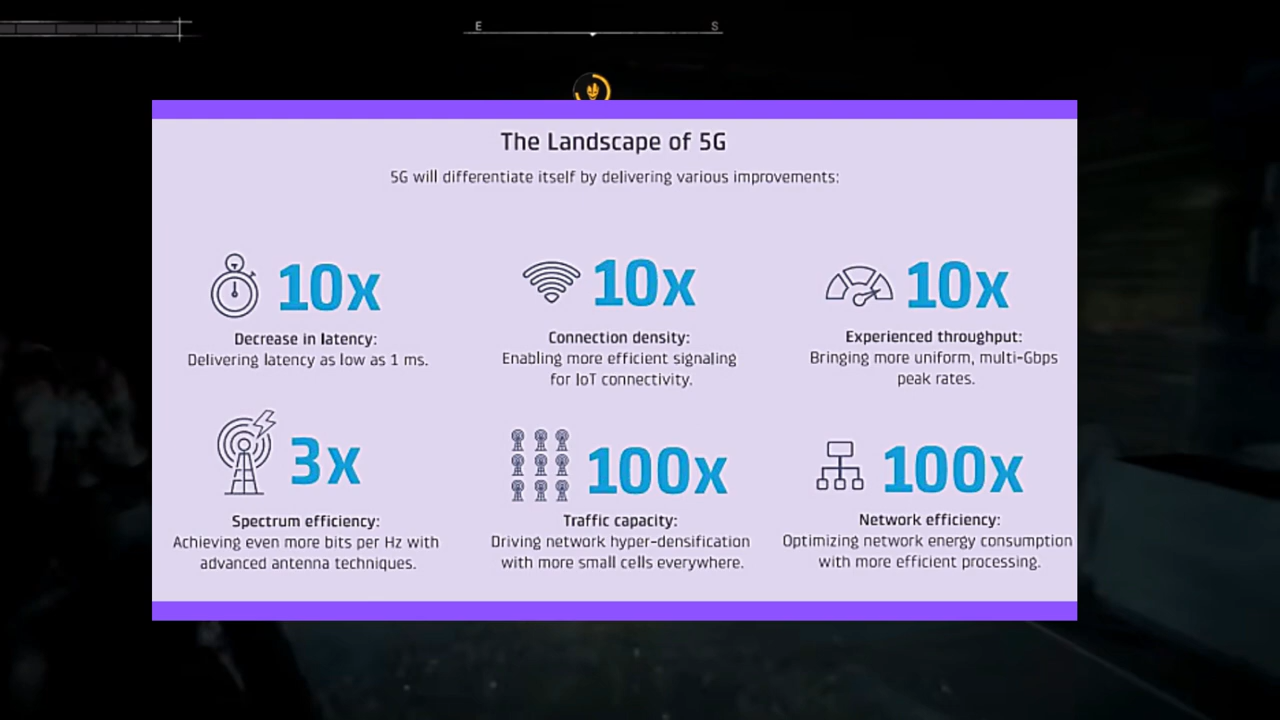 E S
The Landscape of 5G
5G will differentiate itself by delivering various improvements:
10x 10x 10x
Decrease in latency: Connection density: Experienced throughput:
Delivering latency as low as 1 ms. Enabling more efficient signaling Bringing more uniform, multi-Gbps
for IoT connectivity. peak rates.
3x 100x 100x
Spectrum efficiency: Traffic capacity: Network efficiency:
Achieving even more bits per Hz with Driving network hyper-densification Optimizing network energy consumption
advanced antenna techniques. with more small cells everywhere. with more efficient processing.